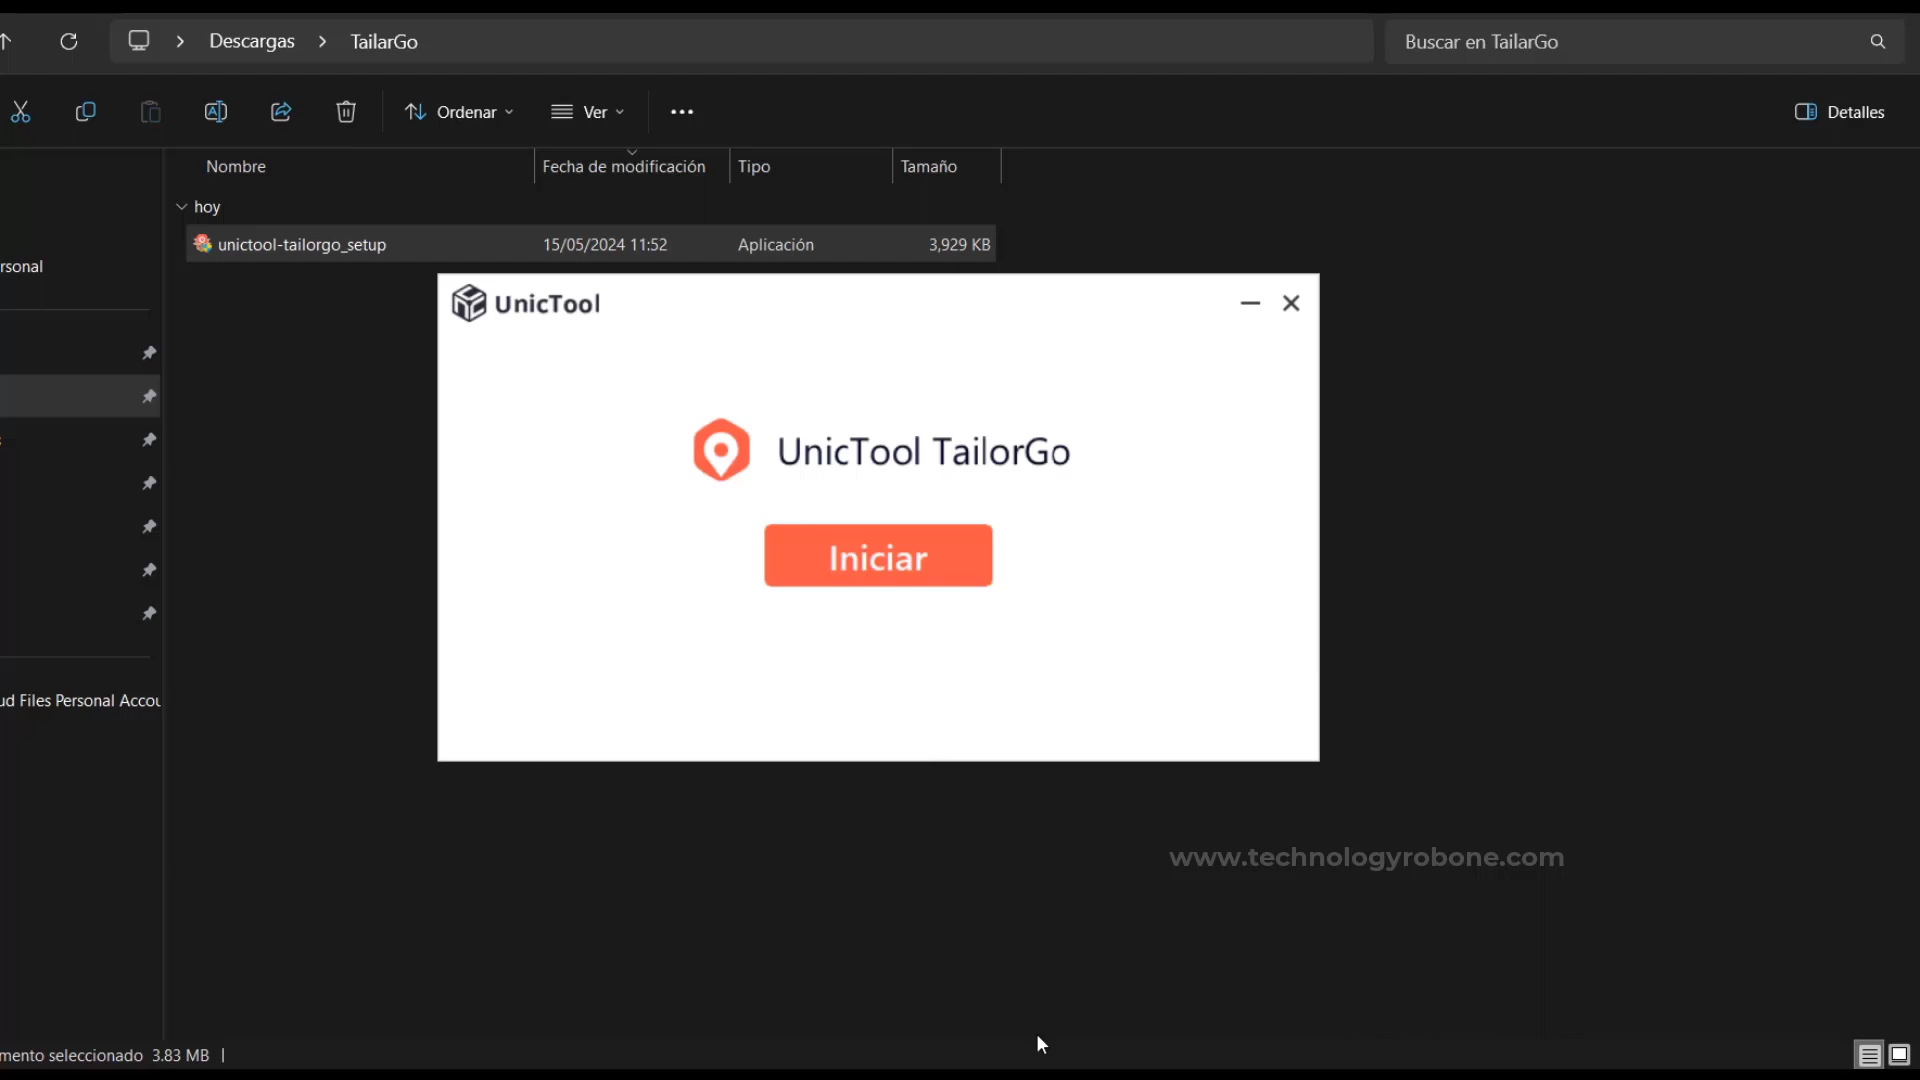 Descargas TailarGo
Buscar en TailarGo
Ordenar Ver Detalles
Nombre Fecha de modificación Tipo Tamaño
hoy
unictool-tailorgo_setup 15/05/2024 11:52 Aplicación 3,929 KB
rsonal
UnicTool
UnicTool TailorGo
Iniciar
ud Files Personal Accou
www.technologyrobone.com
mento seleccionado 3.83 MB